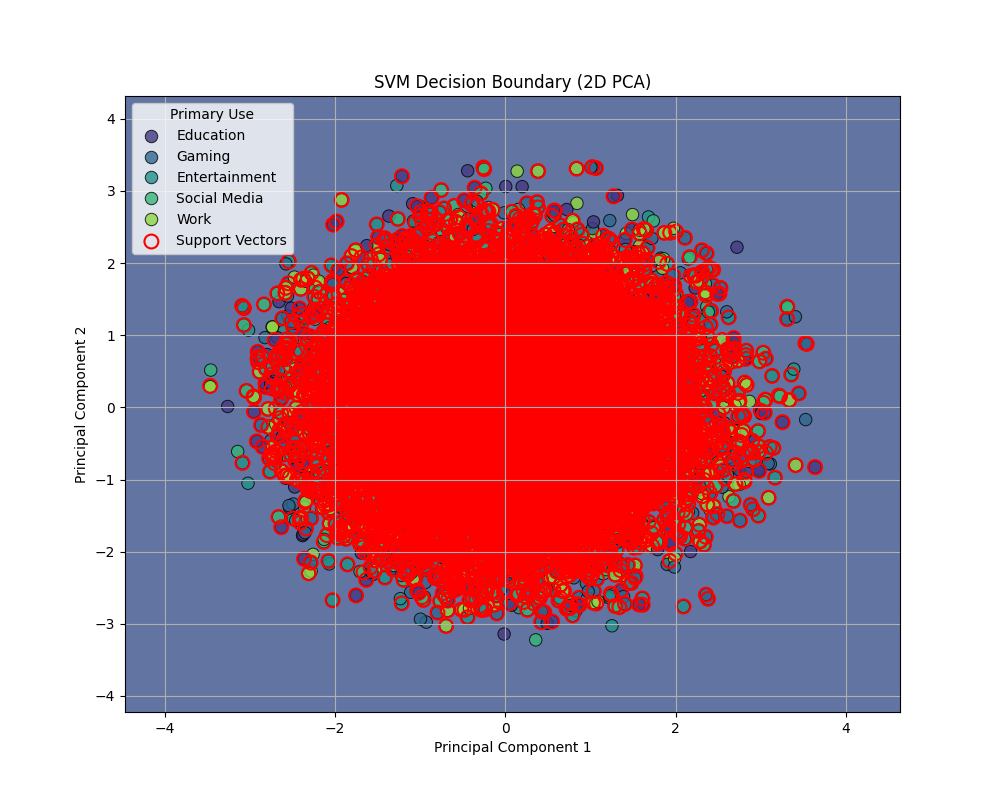 SVM Decision Boundary (2D PCA)
Primary Use
Education
Gaming
Entertainment
Social Media
Work
Support Vectors
Principal Component 2
4
3
2
1
0
−1
−2
−3
−4
−4
−2
0
2
4
Principal Component 1